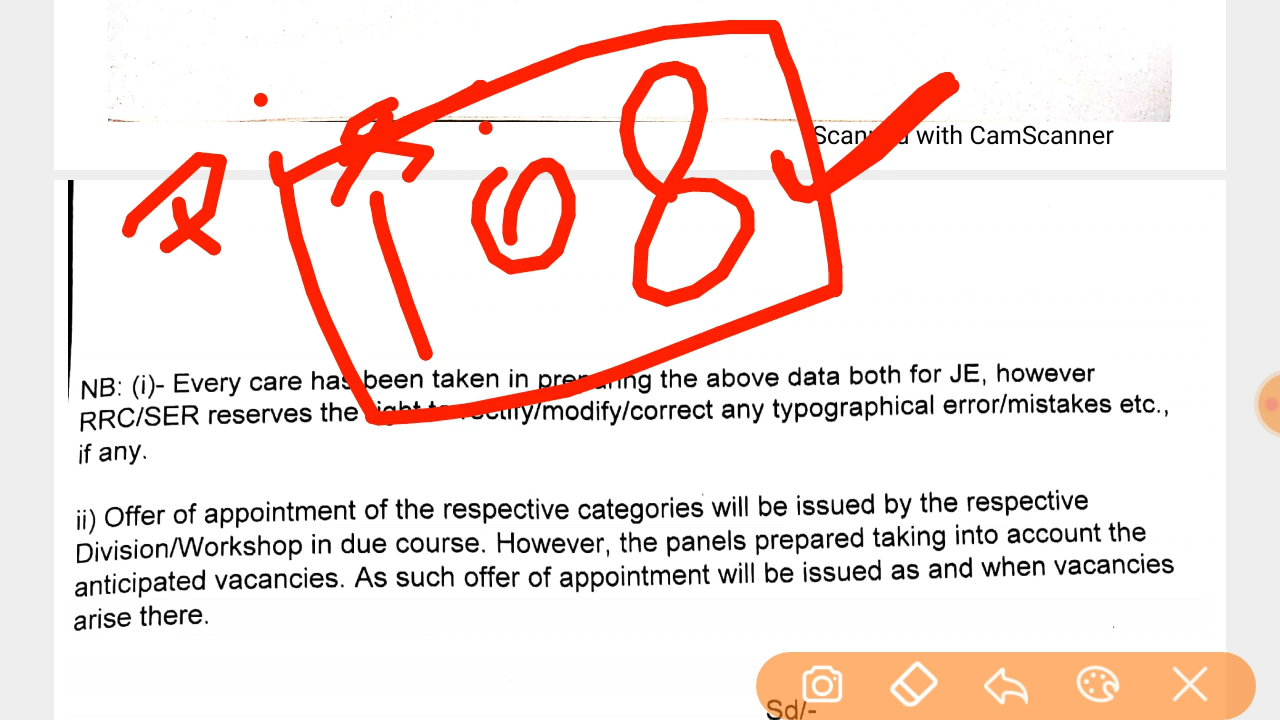 Scanned with CamScanner
108
NB: (i)- Every care has been taken in preparing the above data both for JE, however
RRC/SER reserves the right to rectify/modify/correct any typographical error/mistakes etc.,
if any.
ii) Offer of appointment of the respective categories will be issued by the respective
Division/Workshop in due course. However, the panels prepared taking into account the
anticipated vacancies. As such offer of appointment will be issued as and when vacancies
arise there.
Sd/-